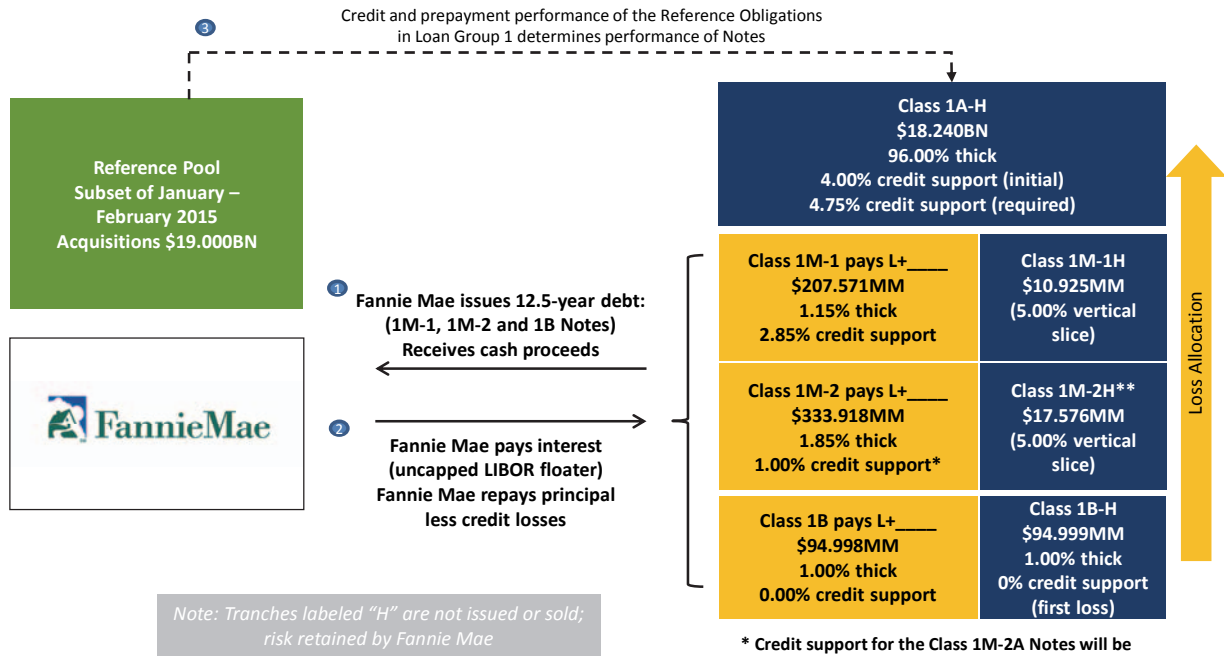 3
Credit and prepayment performance of the Reference Obligations
in Loan Group 1 determines performance of Notes
Reference Pool
Subset of January –
February 2015
Acquisitions $19.000BN
Class 1A-H
$18.240BN
96.00% thick
4.00% credit support (initial)
4.75% credit support (required)
1
Fannie Mae issues 12.5-year debt:
(1M-1, 1M-2 and 1B Notes)
Receives cash proceeds
Class 1M-1 pays L+____
$207.571MM
1.15% thick
2.85% credit support
Class 1M-1H
$10.925MM
(5.00% vertical
slice)
FannieMae
2
Fannie Mae pays interest
(uncapped LIBOR floater)
Fannie Mae repays principal
less credit losses
Class 1M-2 pays L+____
$333.918MM
1.85% thick
1.00% credit support*
Class 1M-2H**
$17.576MM
(5.00% vertical
slice)
Class 1B pays L+____
$94.998MM
1.00% thick
0.00% credit support
Class 1B-H
$94.999MM
1.00% thick
0% credit support
(first loss)
Loss Allocation
Note: Tranches labeled “H” are not issued or sold;
risk retained by Fannie Mae
* Credit support for the Class 1M-2A Notes will be